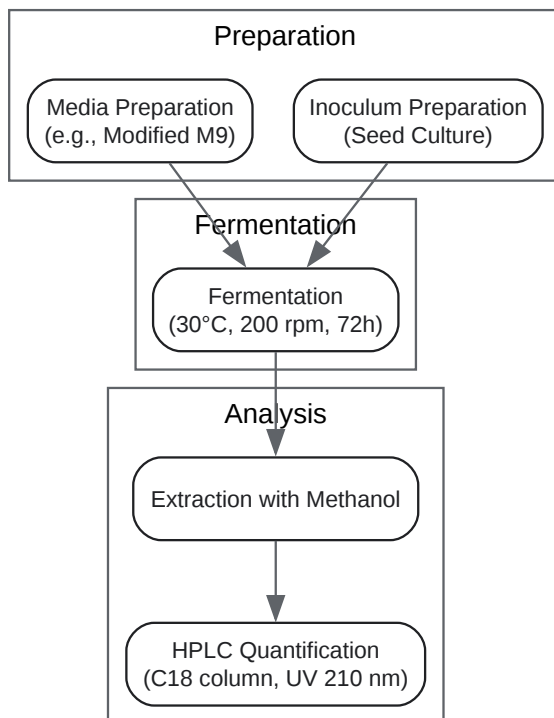 Preparation
Media Preparation
(e.g., Modified M9)
Inoculum Preparation
(Seed Culture)
Fermentation
Fermentation
(30°C, 200 rpm, 72h)
Analysis
Extraction with Methanol
HPLC Quantification
(C18 column, UV 210 nm)